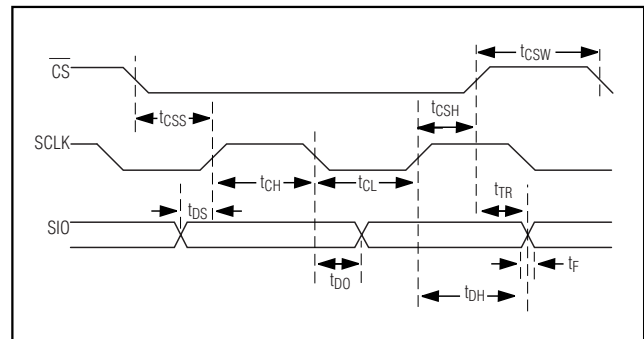 CS
tCSW
tCSS
tCSH
SCLK
tCH
tCL
tTR
tDS
SIO
tDO
tDH
tF